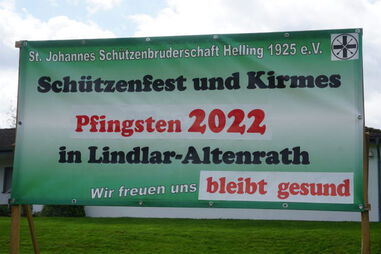 St. Johannes Schützenbruderschaft Helling 1925 e.V.
Schützenfest und Kirmes
Pfingsten 2022
in Lindlar-Altenrath
Wir freuen uns bleibt gesund